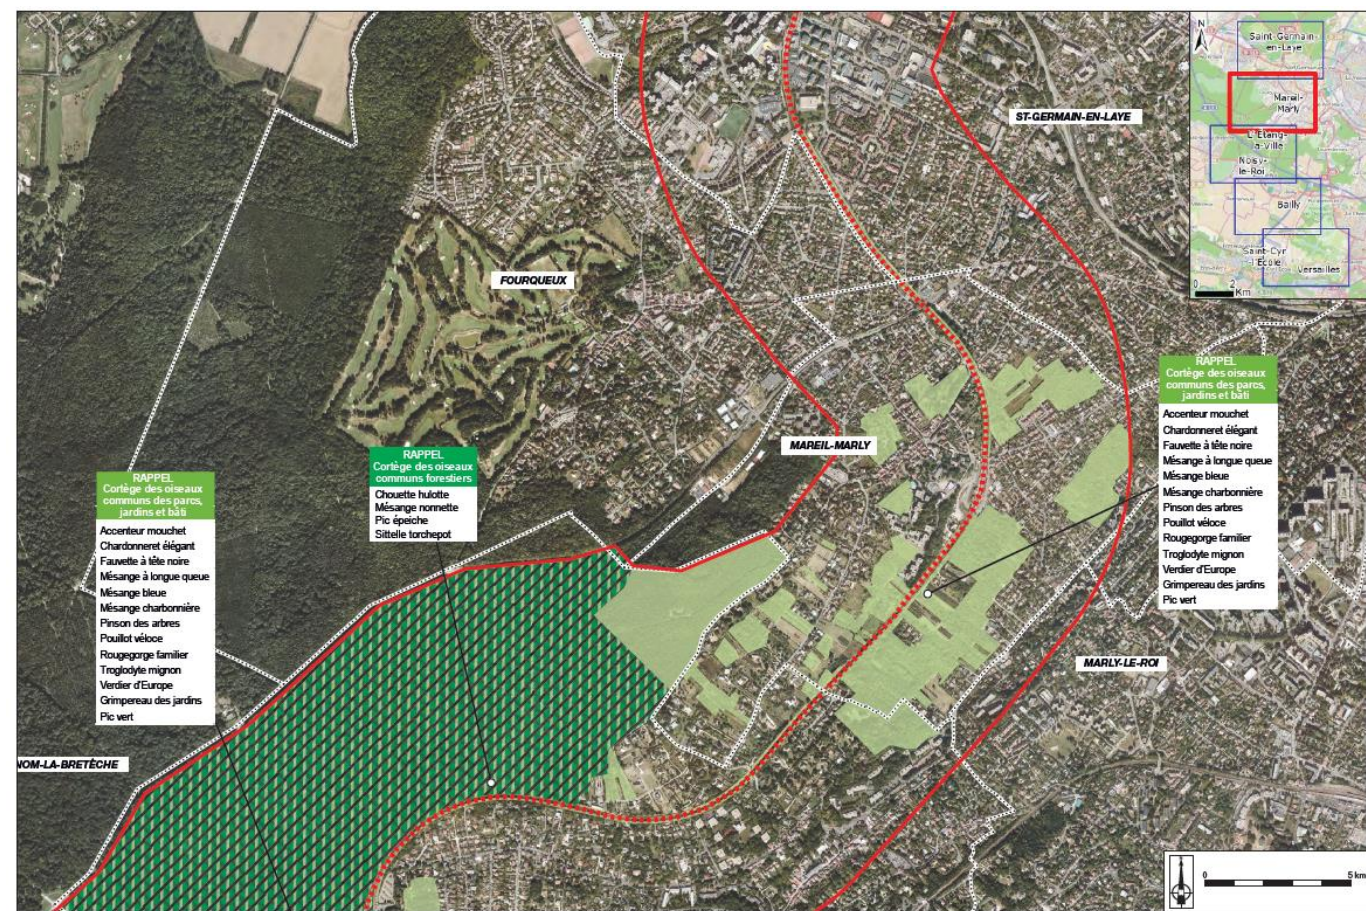 ST-GERMAIN-EN-LAYE
FOURQUEUX
MAREIL-MARLY
MARLY-LE-ROI
NOM-LA-BRETÈCHE
RAPPEL
Cortège des oiseaux
communs des parcs,
jardins et bâti
Accenteur mouchet
Chardonneret élégant
Fauvette à tête noire
Mésange à longue queue
Mésange bleue
Mésange charbonnière
Pinson des arbres
Pouillot véloce
Rougegorge familier
Troglodyte mignon
Verdier d'Europe
Grimpereau des jardins
Pic vert
RAPPEL
Cortège des oiseaux
communs forestiers
Chouette hulotte
Mésange nonnette
Pic épeiche
Sittelle torchepot
RAPPEL
Cortège des oiseaux
communs des parcs,
jardins et bâti
Accenteur mouchet
Chardonneret élégant
Fauvette à tête noire
Mésange à longue queue
Mésange bleue
Mésange charbonnière
Pinson des arbres
Pouillot véloce
Rougegorge familier
Troglodyte mignon
Verdier d'Europe
Grimpereau des jardins
Pic vert
N
Saint-Germain-
en-Laye
Mareil-
Marly
L'Étang-
la-Ville
Noisy-
le-Roi
Bailly
Saint-Cyr
l'École
Versailles
0 2
Km
0 5 km